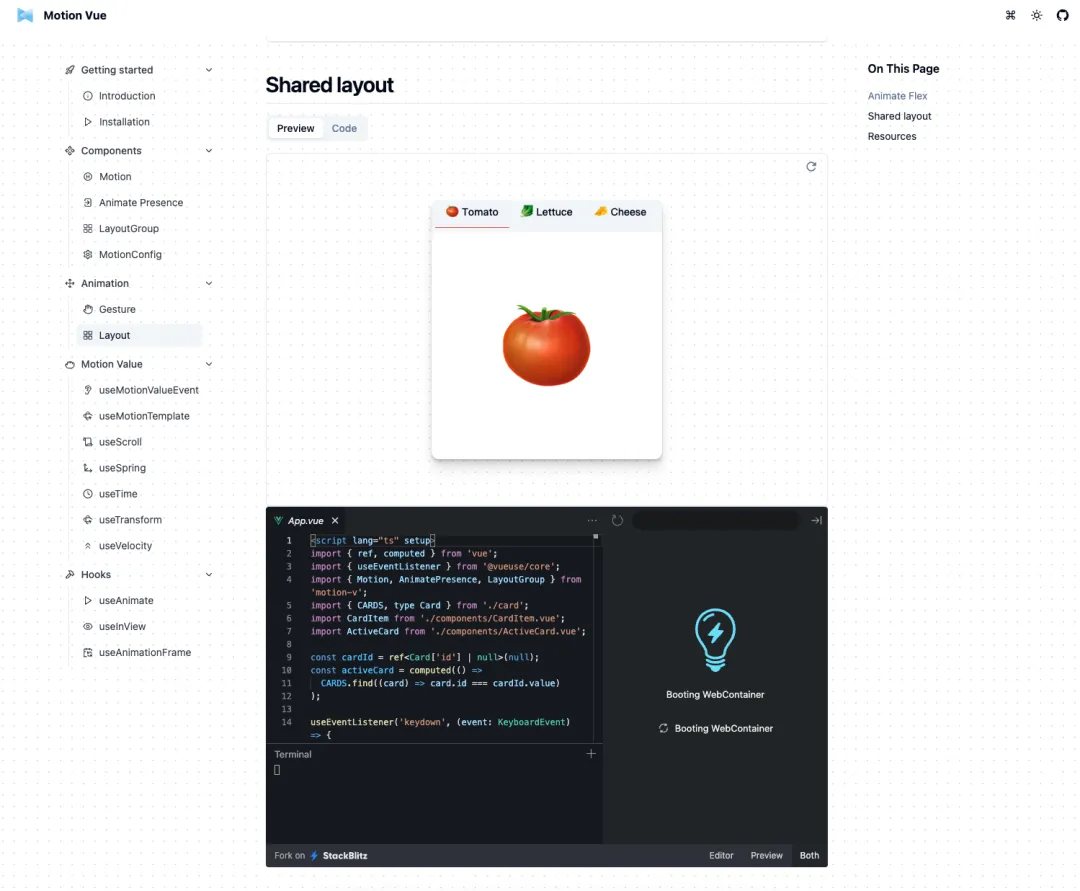 Motion Vue
Getting started
Introduction
Installation
Components
Motion
Animate Presence
LayoutGroup
MotionConfig
Animation
Gesture
Layout
Motion Value
useMotionValueEvent
useMotionTemplate
useScroll
useSpring
useTime
useTransform
useVelocity
Hooks
useAnimate
useInView
useAnimationFrame
Shared layout
Preview Code
Tomato Lettuce Cheese
App.vue
1 <script lang="ts" setup>
2 import { ref, computed } from 'vue';
3 import { useEventListener } from '@vueuse/core';
4 import { Motion, AnimatePresence, LayoutGroup } from
'motion-v';
5 import { CARDS, type Card } from './card';
6 import CardItem from './components/CardItem.vue';
7 import ActiveCard from './components/ActiveCard.vue';
8
9 const cardId = ref<Card['id'] | null>(null);
10 const activeCard = computed(() =>
11 CARDS.find((card) => card.id === cardId.value)
12 );
13
14 useEventListener('keydown', (event: KeyboardEvent)
=> {
Terminal
Booting WebContainer
Booting WebContainer
Fork on StackBlitz
Editor Preview Both
On This Page
Animate Flex
Shared layout
Resources